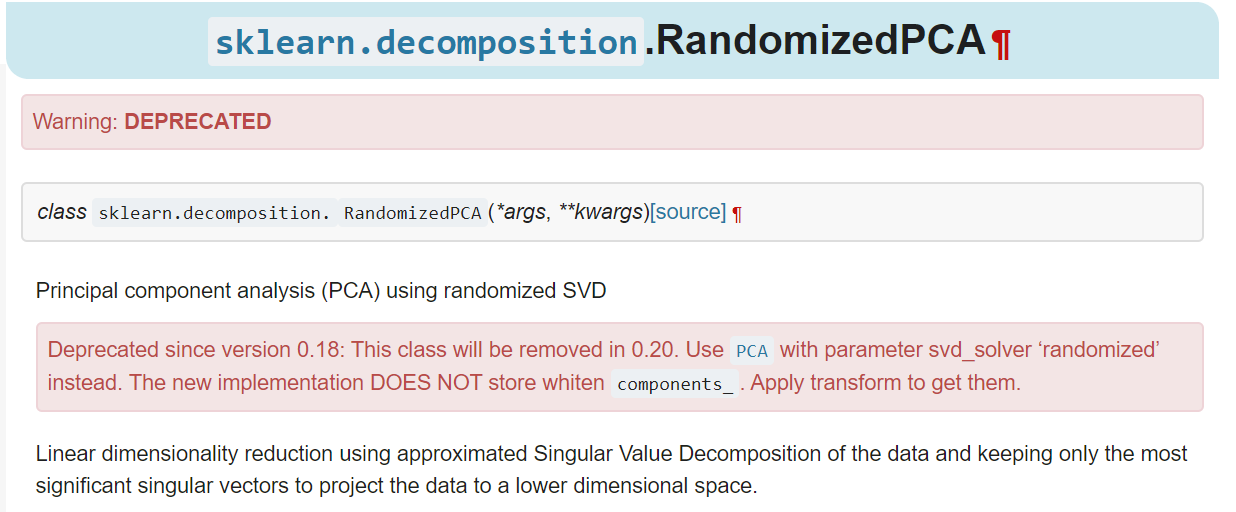 sklearn.decomposition.RandomizedPCA¶
Warning: DEPRECATED
class sklearn.decomposition. RandomizedPCA(*args, **kwargs)[source] ¶
Principal component analysis (PCA) using randomized SVD
Deprecated since version 0.18: This class will be removed in 0.20. Use PCA with parameter svd_solver ‘randomized’
instead. The new implementation DOES NOT store whiten components_ . Apply transform to get them.
Linear dimensionality reduction using approximated Singular Value Decomposition of the data and keeping only the most
significant singular vectors to project the data to a lower dimensional space.